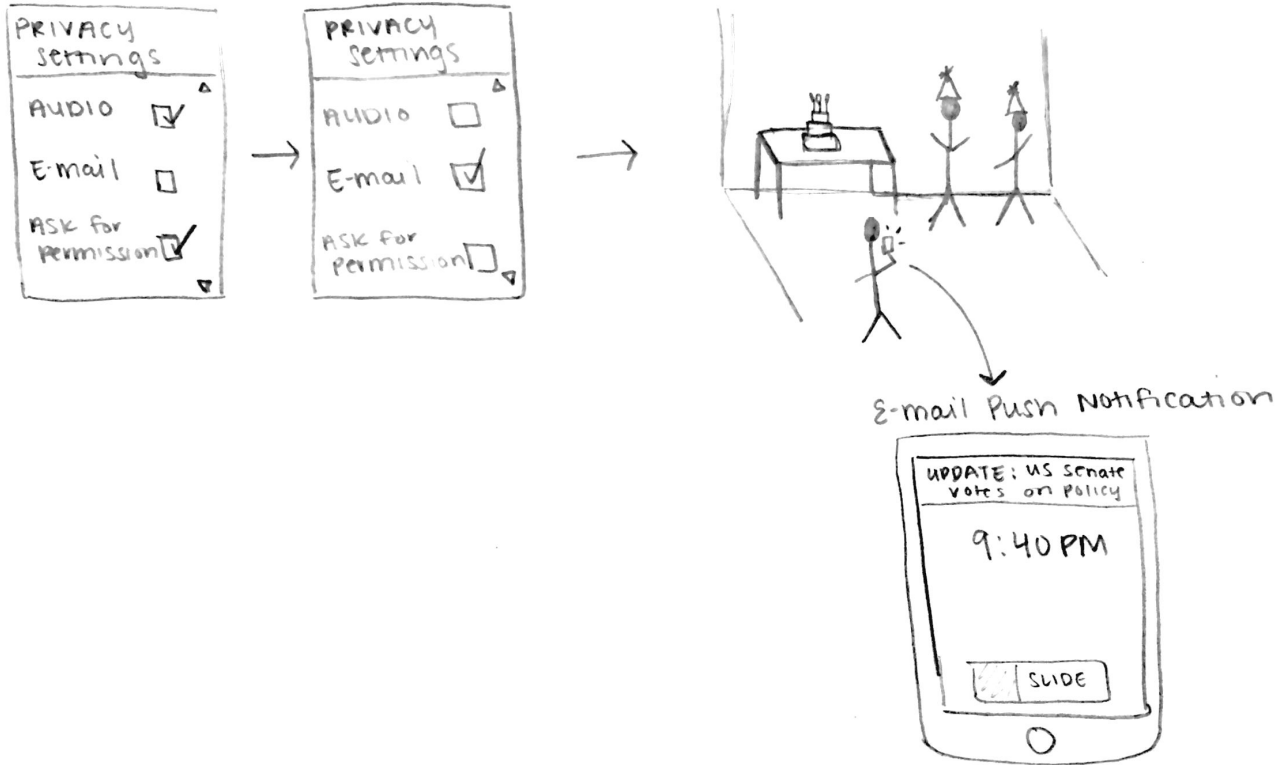 PRIVACY
settings
AUDIO
E-mail
ASK for
permission
PRIVACY
settings
AUDIO
E-mail
ASK for
permission
E-mail Push Notification
UPDATE: US senate
votes on policy
9:40 PM
SLIDE